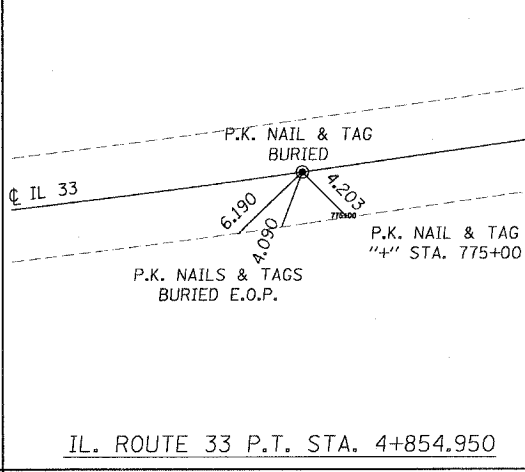 P.K. NAIL & TAG
BURIED
℄ IL 33
6.190
4.090
4.203
775+00
P.K. NAIL & TAG
"+" STA. 775+00
P.K. NAILS & TAGS
BURIED E.O.P.
IL. ROUTE 33 P.T. STA. 4+854.950